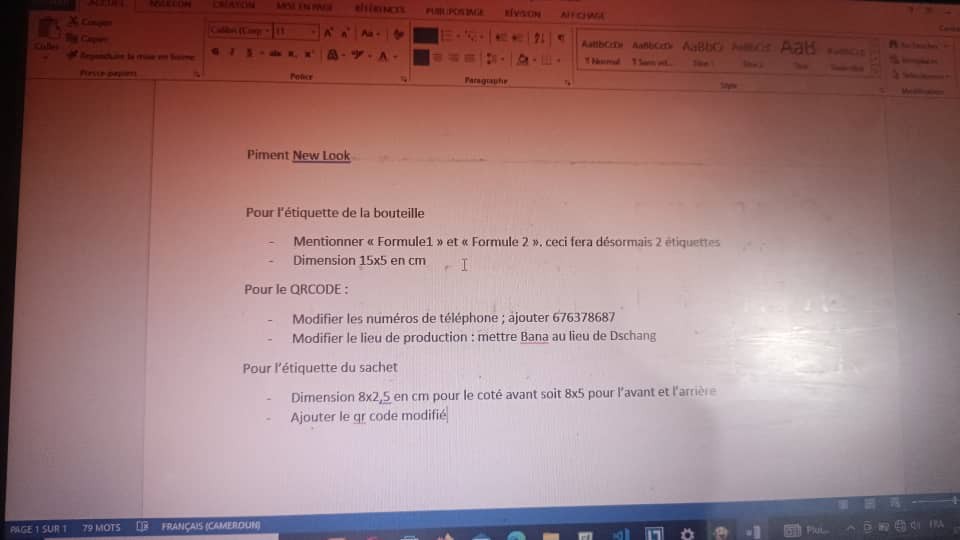 ACCUEIL INSERTION CRÉATION MISE EN PAGE RÉFÉRENCES PUBLIPOSTAGE RÉVISION AFFICHAGE
Couper
Coller
Copier
Reproduire la mise en forme
Presse-papiers
Calibri (Corp 11
Police
Paragraphe
AaBbCcDc AaBbCcDc AaBbCc AaBbCcD AaB
¶ Normal ¶ Sans int... Titre 1 Titre 2 Titre
Style
Rechercher
Remplacer
Sélectionner
Modification
Piment New Look
Pour l’étiquette de la bouteille
- Mentionner « Formule1 » et « Formule 2 ». ceci fera désormais 2 étiquettes
- Dimension 15x5 en cm
Pour le QRCODE :
- Modifier les numéros de téléphone ; ajouter 676378687
- Modifier le lieu de production : mettre Bana au lieu de Dschang
Pour l’étiquette du sachet
- Dimension 8x2,5 en cm pour le coté avant soit 8x5 pour l’avant et l’arrière
- Ajouter le qr code modifié
PAGE 1 SUR 1 79 MOTS FRANÇAIS (CAMEROUN)
Plui... FRA